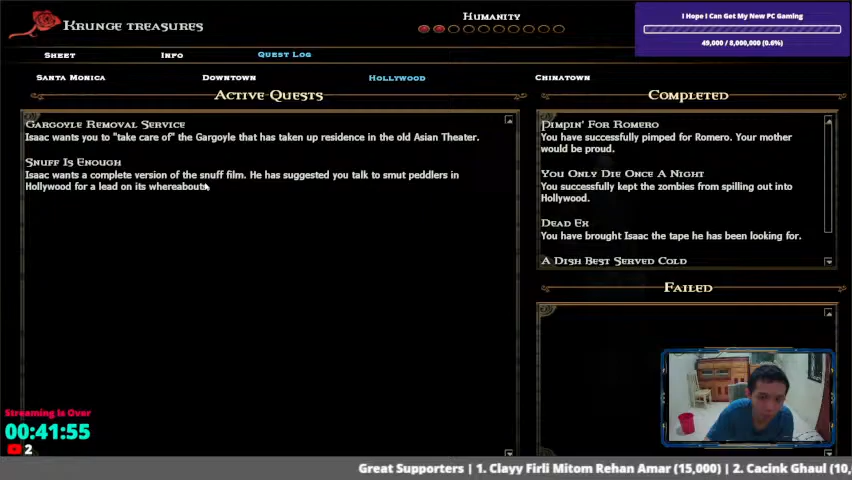 Krunge treasures
Humanity
I Hope I Can Get My New PC Gaming
49,000 / 8,000,000 (0.6%)
Sheet
Info
Quest Log
Santa Monica
Downtown
Hollywood
Chinatown
Active Quests
Gargoyle Removal Service
Isaac wants you to "take care of" the Gargoyle that has taken up residence in the old Asian Theater.
Snuff Is Enough
Isaac wants a complete version of the snuff film. He has suggested you talk to smut peddlers in
Hollywood for a lead on its whereabouts.
Completed
Pimpin' For Romero
You have successfully pimped for Romero. Your mother
would be proud.
You Only Die Once A Night
You successfully kept the zombies from spilling out into
Hollywood.
Dead Ex
You have brought Isaac the tape he has been looking for.
A Dish Best Served Cold
Failed
Streaming Is Over
00:41:55
2
Great Supporters | 1. Clayy Firli Mitom Rehan Amar (15,000) | 2. Cacink Ghaul (10,